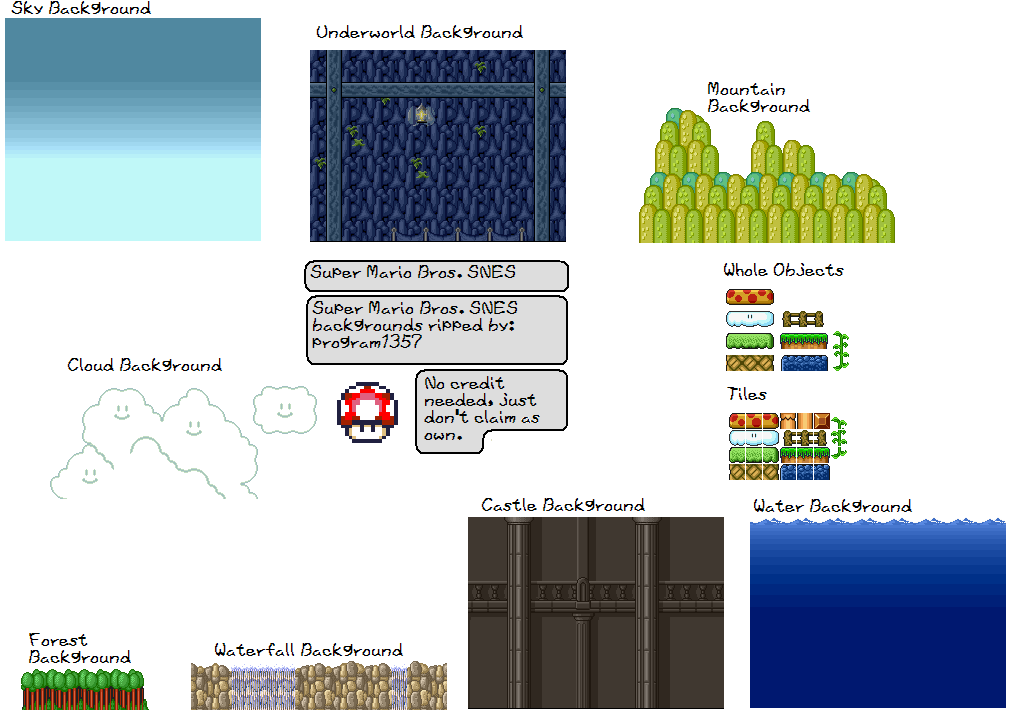 Sky Background
Underworld Background
Mountain
Background
Super Mario Bros. SNES
Super Mario Bros. SNES
backgrounds ripped by:
program1357
Whole Objects
Cloud Background
No credit
needed, just
don't claim as
own.
Tiles
Castle Background
Water Background
Forest
Background
Waterfall Background